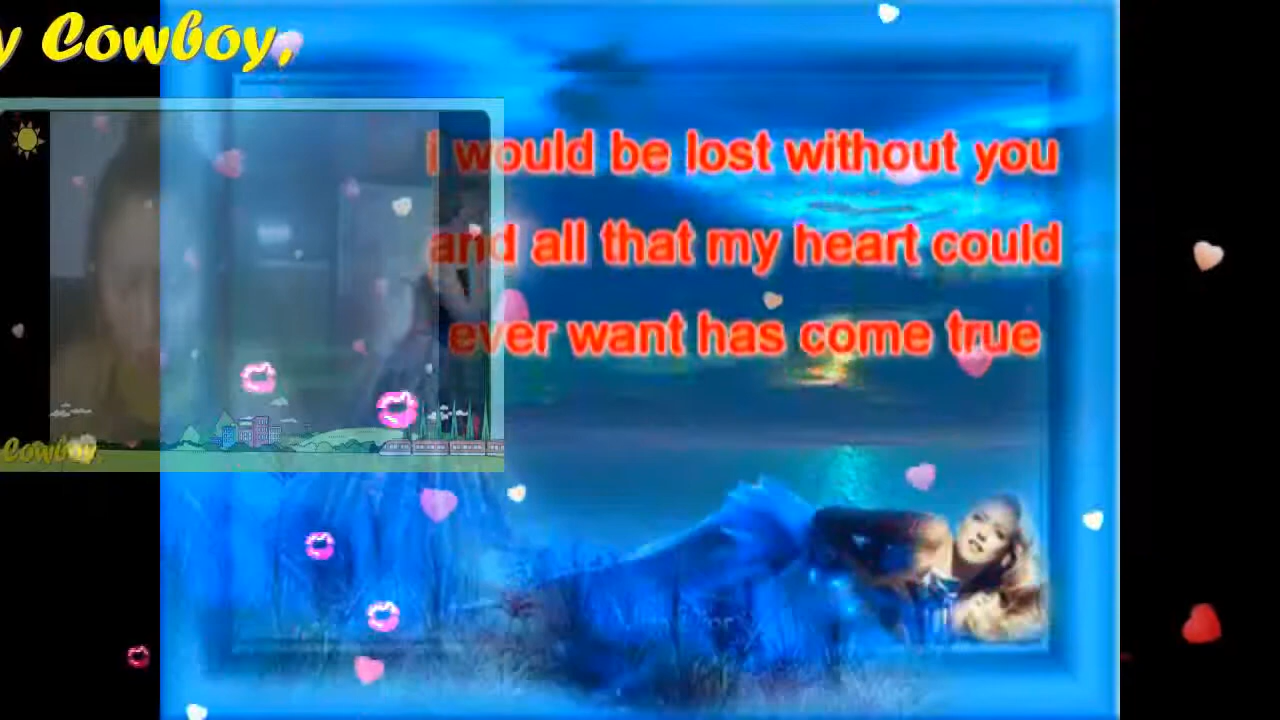 y Cowboy,
I would be lost without you
and all that my heart could
ever want has come true
Cowboy,